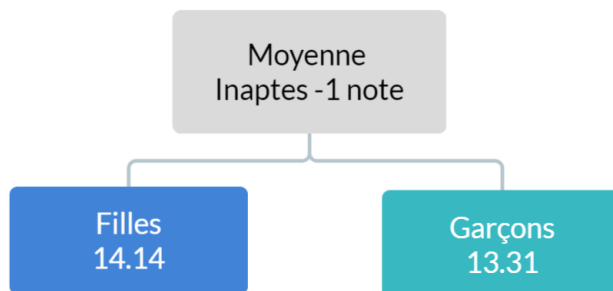 Moyenne
Inaptes -1 note
Filles
14.14
Garçons
13.31